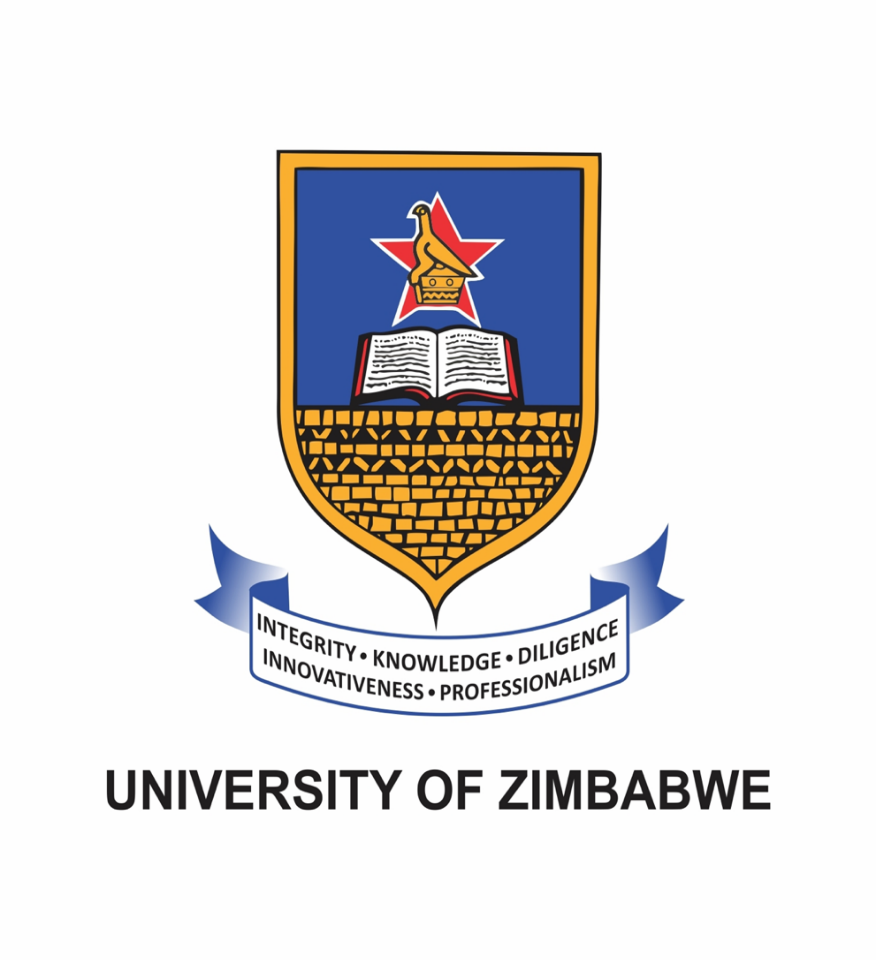 INTEGRITY • KNOWLEDGE • DILIGENCE
INNOVATIVENESS • PROFESSIONALISM
UNIVERSITY OF ZIMBABWE